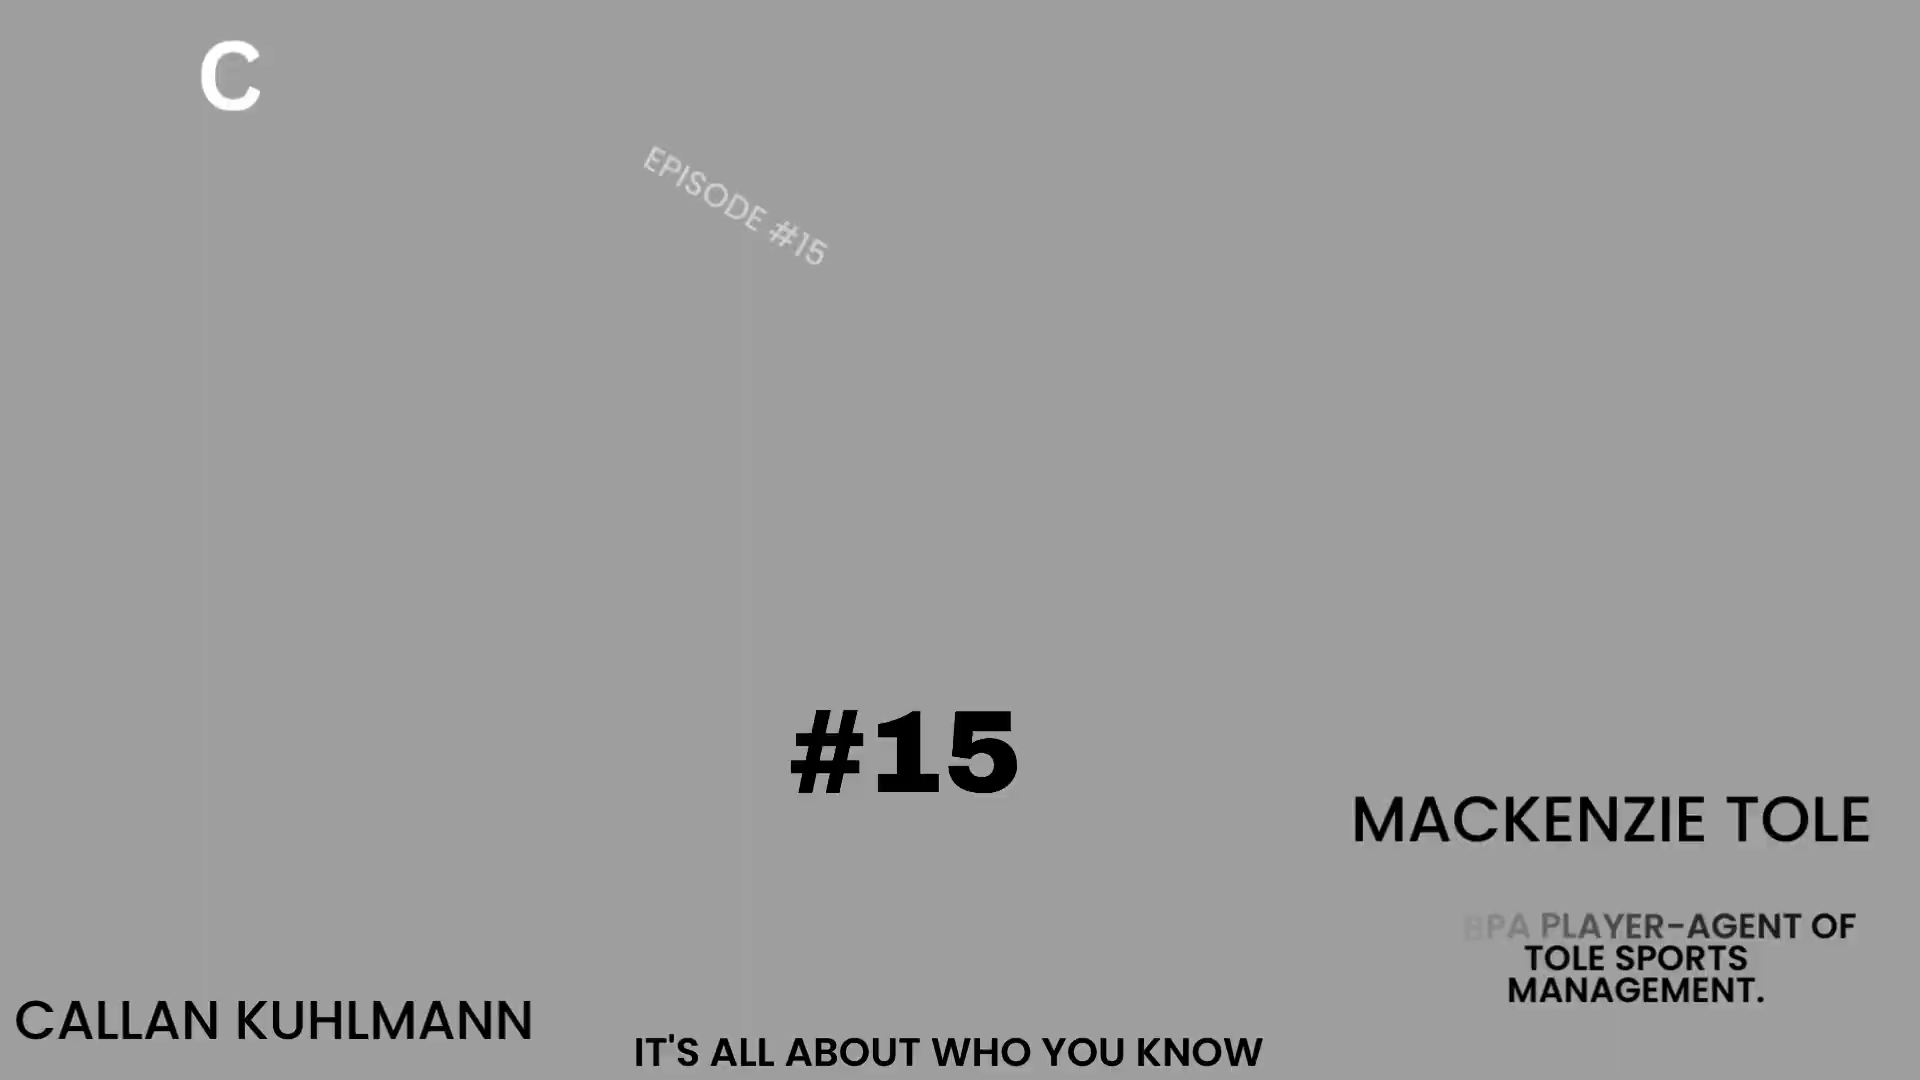 C
EPISODE #15
#15
MACKENZIE TOLE
BPA PLAYER-AGENT OF
TOLE SPORTS
MANAGEMENT.
CALLAN KUHLMANN
IT'S ALL ABOUT WHO YOU KNOW